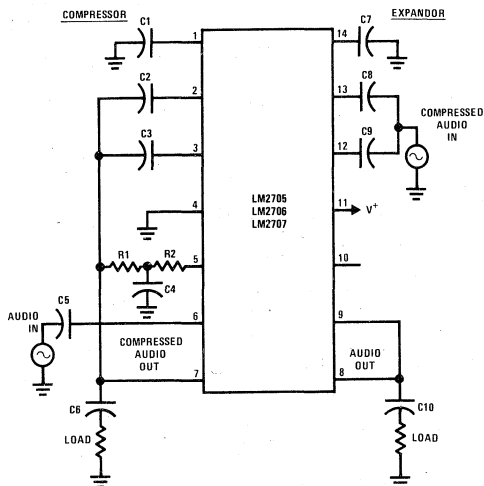 COMPRESSOR
EXPANDOR
C1
1
14
C7
C2
2
13
C8
C3
3
12
C9
COMPRESSED
AUDIO
IN
4
LM2705
LM2706
LM2707
11
V+
R1
R2
5
10
C4
C5
AUDIO
IN
6
9
COMPRESSED
AUDIO
OUT
AUDIO
OUT
7
8
C6
C10
LOAD
LOAD